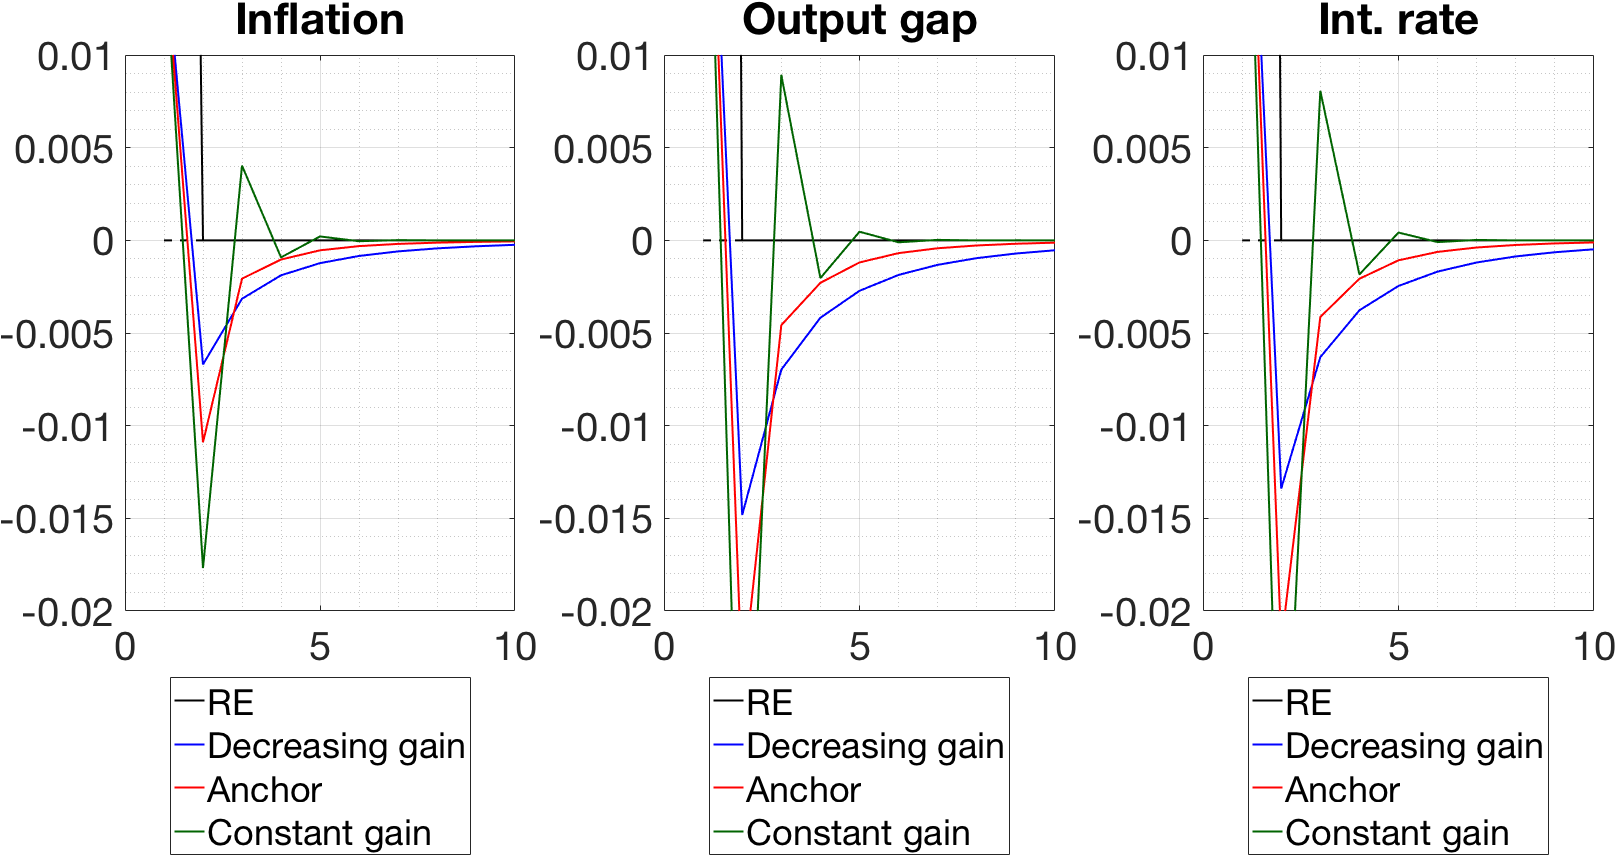 Inflation
0.01
0.005
0
-0.005
-0.01
-0.015
-0.02
0 5 10
RE
Decreasing gain
Anchor
Constant gain
Output gap
0.01
0.005
0
-0.005
-0.01
-0.015
-0.02
0 5 10
RE
Decreasing gain
Anchor
Constant gain
Int. rate
0.01
0.005
0
-0.005
-0.01
-0.015
-0.02
0 5 10
RE
Decreasing gain
Anchor
Constant gain